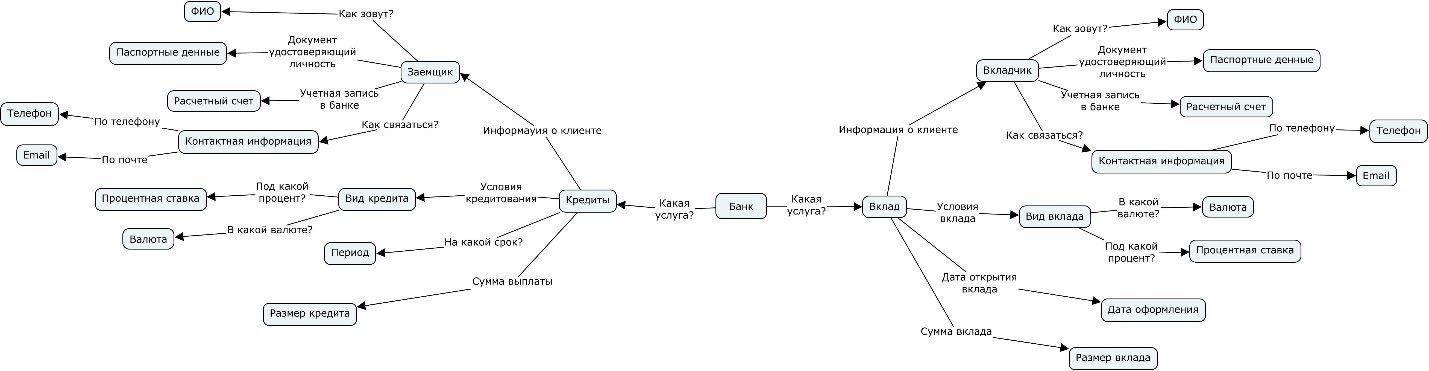 ФИО
Как зовут?
Документ
удостоверяющий
личность
Паспортные денные
Заемщик
Расчетный счет
Учетная запись
в банке
Телефон
По телефону
Как связаться?
Контактная информация
Email
По почте
Информауия о клиенте
Процентная ставка
Под какой
процент?
Вид кредита
Условия
кредитования
Кредиты
Какая
услуга?
Банк
Валюта
В какой валюте?
Период
На какой срок?
Сумма выплаты
Размер кредита
Какая
услуга?
Вклад
Информация о клиенте
Вкладчик
Как зовут?
ФИО
Документ
удостоверяющий
личность
Паспортные денные
Учетная запись
в банке
Расчетный счет
Как связаться?
Контактная информация
По телефону
Телефон
По почте
Email
Условия
вклада
Вид вклада
В какой
валюте?
Валюта
Под какой
процент?
Процентная ставка
Дата открытия
вклада
Дата оформления
Сумма вклада
Размер вклада